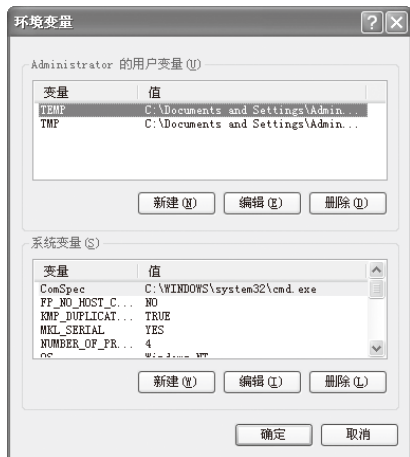 环境变量
Administrator 的用户变量(U)
变量 值
TEMP C:\Documents and Settings\Admin...
TMP C:\Documents and Settings\Admin...
新建(N) 编辑(E) 删除(D)
系统变量(S)
变量 值
ComSpec C:\WINDOWS\system32\cmd.exe
FP_NO_HOST_C... NO
KMP_DUPLICAT... TRUE
MKL_SERIAL YES
NUMBER_OF_PR... 4
OS Windows_NT
新建(W) 编辑(I) 删除(L)
确定 取消